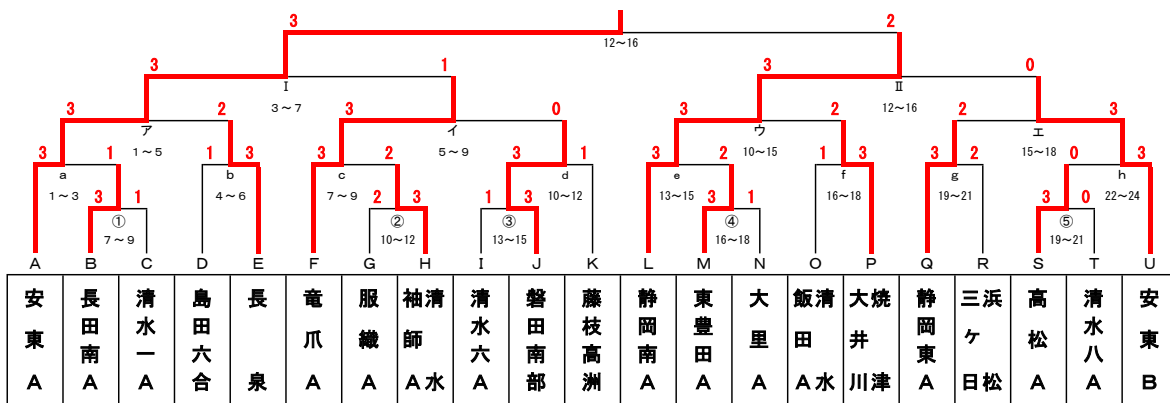 3 2
12～16
3 1 3 0
Ⅰ Ⅱ
3～7 12～16
3 2 3 0 3 2 2 3
ア イ ウ エ
1～5 5～9 10～15 15～18
3 1 1 3 3 2 3 1 3 2 1 3 3 2 0 3
a b c d e f g h
1～3 4～6 7～9 10～12 13～15 16～18 19～21 22～24
3 1 2 3 1 3 3 1 3 0
① ② ③ ④ ⑤
7～9 10～12 13～15 16～18 19～21
A B C D E F G H I J K L M N O P Q R S T U
安東A
長田南A
清水一A
島田六合
長泉
竜爪A
服織A
清水
袖師A
清水六A
磐田南部
藤枝高洲
静岡南A
東豊田A
大里A
清水
飯田A
焼津
大井川
静岡東A
浜松
三ケ日
高松A
清水八A
安東B